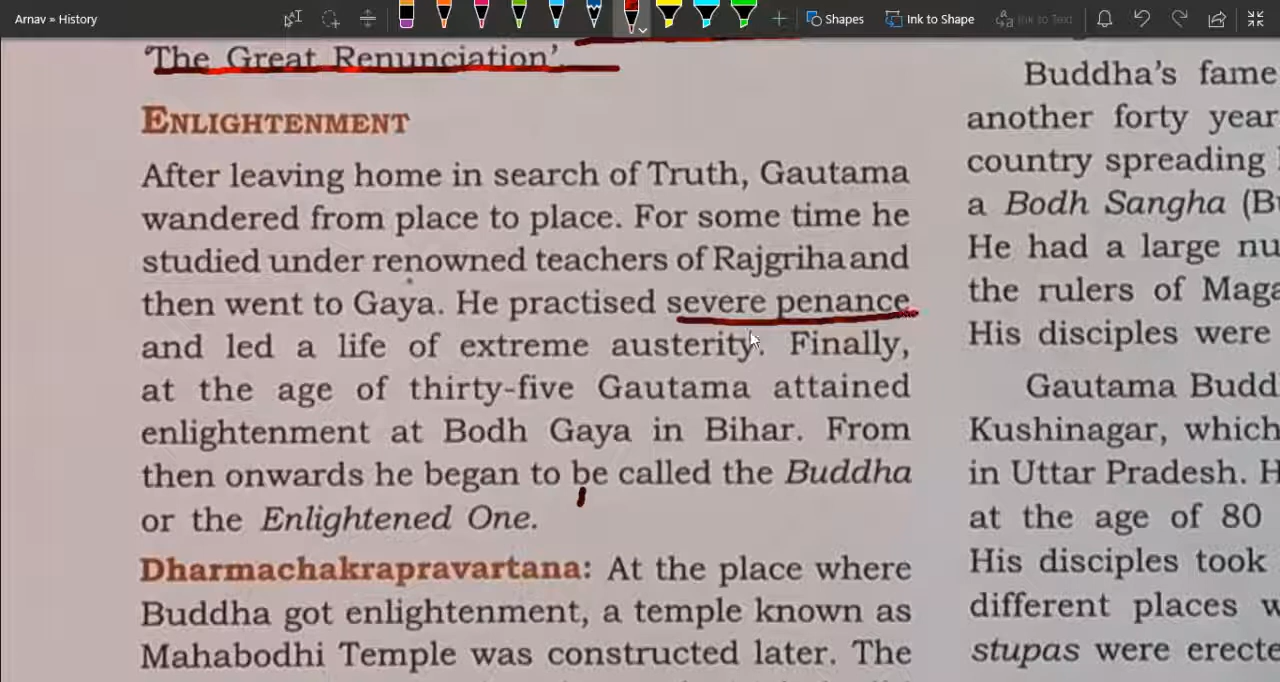 Arnav » History
Shapes
Ink to Shape
Ink to Text
'The Great Renunciation'.
ENLIGHTENMENT
After leaving home in search of Truth, Gautama
wandered from place to place. For some time he
studied under renowned teachers of Rajgriha and
then went to Gaya. He practised severe penance
and led a life of extreme austerity. Finally,
at the age of thirty-five Gautama attained
enlightenment at Bodh Gaya in Bihar. From
then onwards he began to be called the Buddha
or the Enlightened One.
Dharmachakrapravartana: At the place where
Buddha got enlightenment, a temple known as
Mahabodhi Temple was constructed later. The
Buddha's fame
another forty year
country spreading
a Bodh Sangha (Bu
He had a large nu
the rulers of Maga
His disciples were
Gautama Budd
Kushinagar, which
in Uttar Pradesh. H
at the age of 80
His disciples took
different places w
stupas were erecte